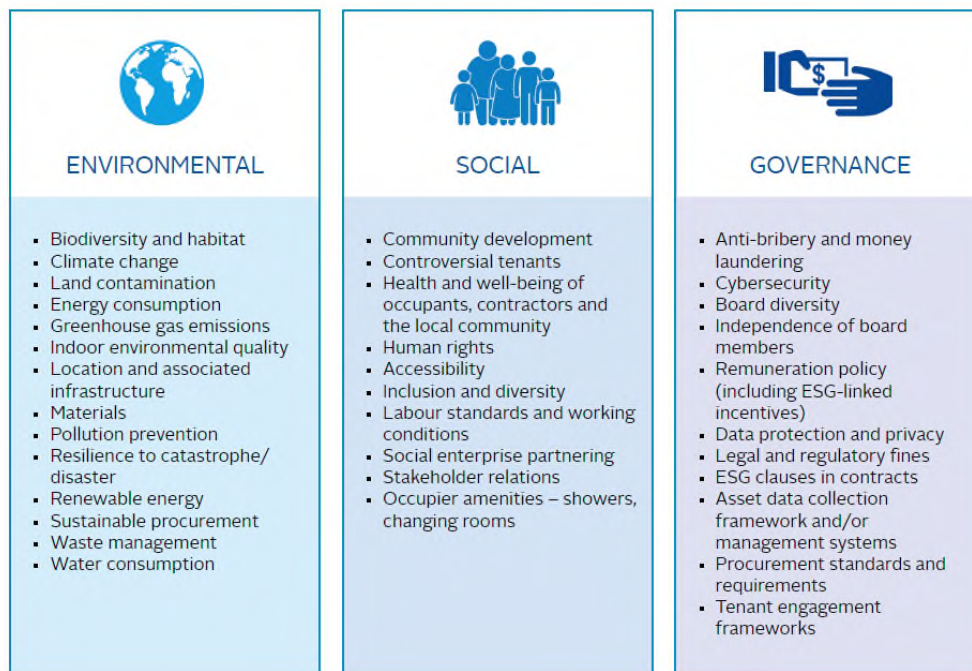 $
ENVIRONMENTAL
▪ Biodiversity and habitat
▪ Climate change
▪ Land contamination
▪ Energy consumption
▪ Greenhouse gas emissions
▪ Indoor environmental quality
▪ Location and associated
infrastructure
▪ Materials
▪ Pollution prevention
▪ Resilience to catastrophe/
disaster
▪ Renewable energy
▪ Sustainable procurement
▪ Waste management
▪ Water consumption
SOCIAL
▪ Community development
▪ Controversial tenants
▪ Health and well-being of
occupants, contractors and
the local community
▪ Human rights
▪ Accessibility
▪ Inclusion and diversity
▪ Labour standards and working
conditions
▪ Social enterprise partnering
▪ Stakeholder relations
▪ Occupier amenities – showers,
changing rooms
GOVERNANCE
▪ Anti-bribery and money
laundering
▪ Cybersecurity
▪ Board diversity
▪ Independence of board
members
▪ Remuneration policy
(including ESG-linked
incentives)
▪ Data protection and privacy
▪ Legal and regulatory fines
▪ ESG clauses in contracts
▪ Asset data collection
framework and/or
management systems
▪ Procurement standards and
requirements
▪ Tenant engagement
frameworks